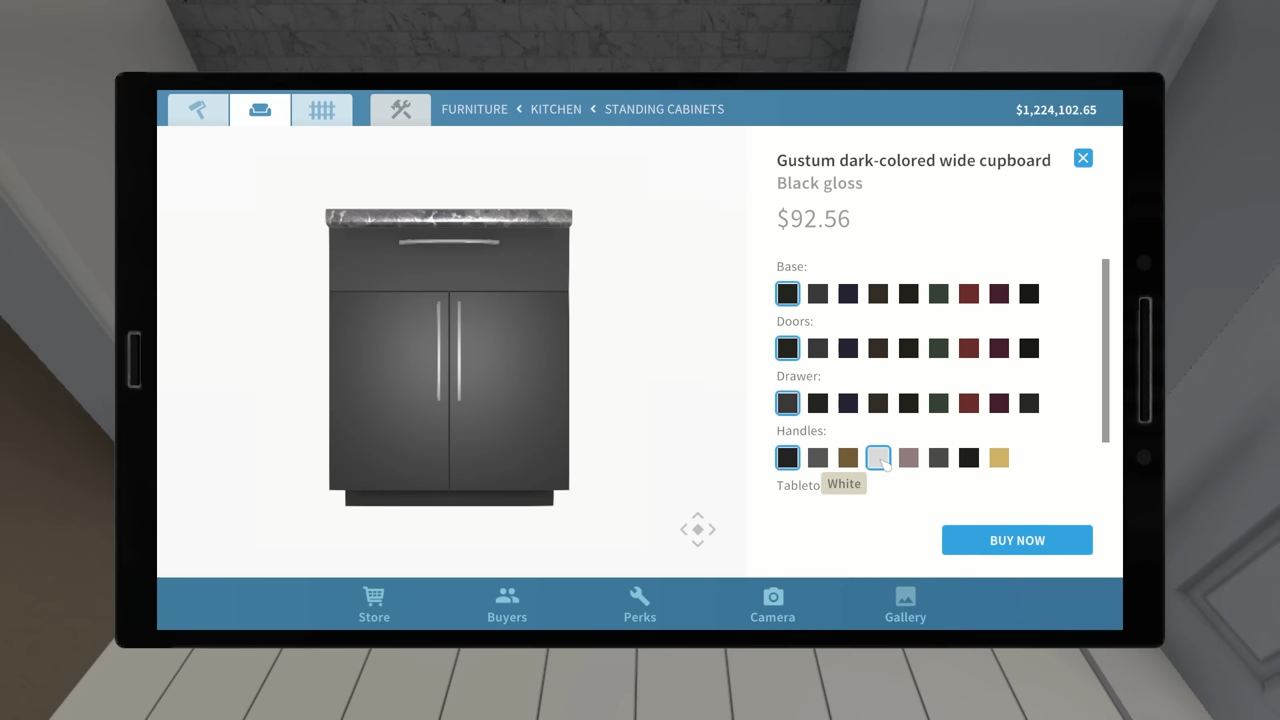 FURNITURE < KITCHEN < STANDING CABINETS
$1,224,102.65
Gustum dark-colored wide cupboard
Black gloss
$92.56
Base:
Doors:
Drawer:
Handles:
Tableto
White
BUY NOW
Store
Buyers
Perks
Camera
Gallery